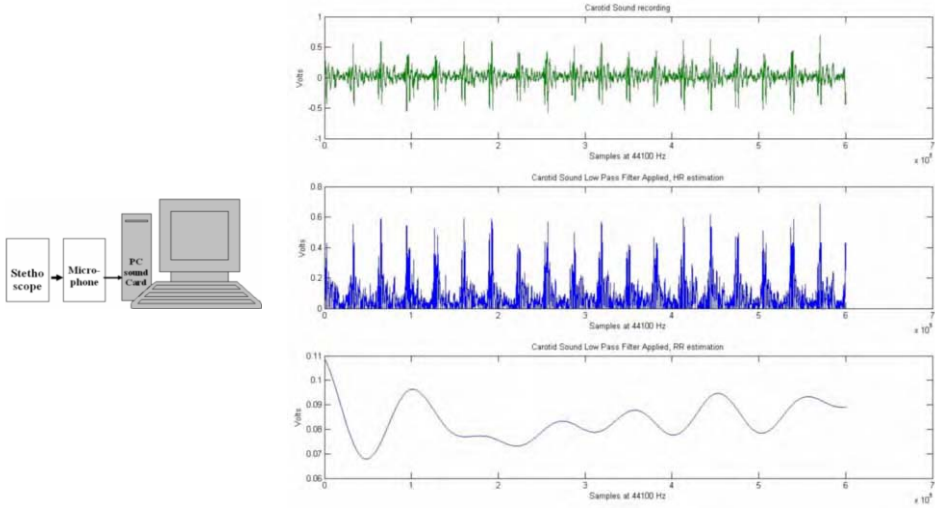 Stetho
scope
Micro-
phone
PC
sound
Card
Carotid Sound recording
1
0.5
0
-0.5
-1
Volts
0 1 2 3 4 5 6 7
Samples at 44100 Hz
Carotid Sound Low Pass Filter Applied, HR estimation
0.8
0.6
0.4
0.2
0
Volts
0 1 2 3 4 5 6 7
Samples at 44100 Hz
Carotid Sound Low Pass Filter Applied, RR estimation
0.11
0.1
0.09
0.08
0.07
0.06
Volts
0 1 2 3 4 5 6 7
Samples at 44100 Hz